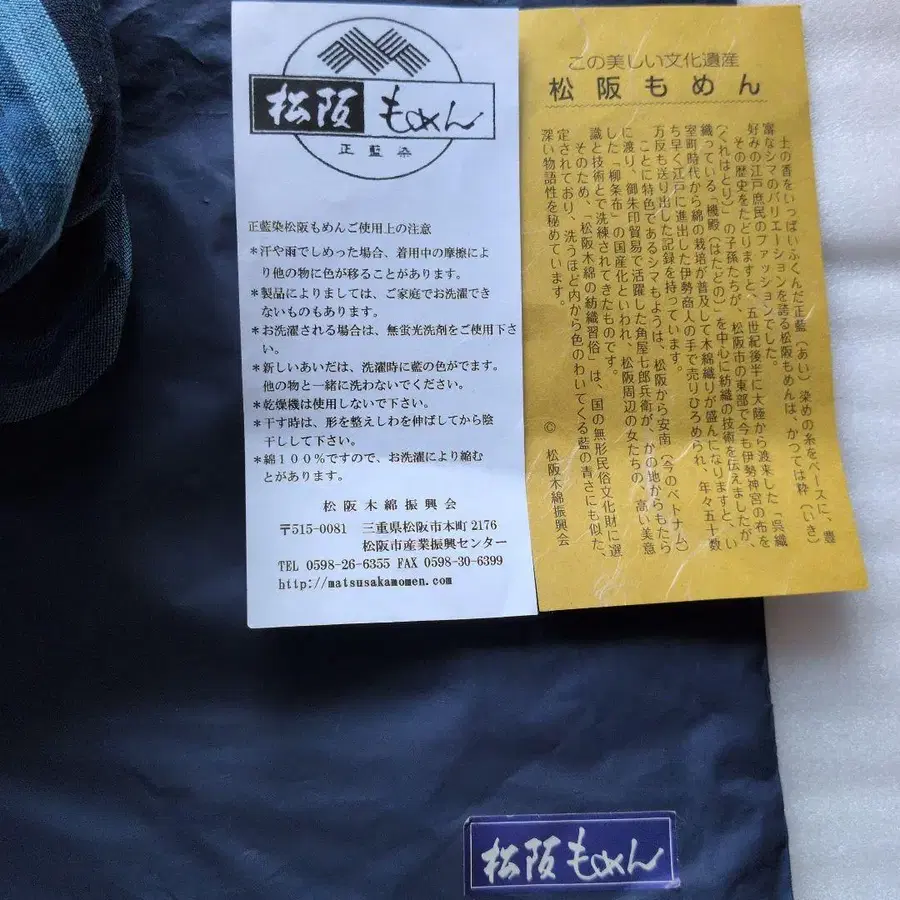 松阪もめん
正藍染
正藍染松阪もめんご使用上の注意
*汗や雨でしめった場合、着用中の摩擦によ
り他の物に色が移ることがあります。
*製品によりましては、ご家庭でお洗濯でき
ないものもあります。
*お洗濯される場合は、無蛍光洗剤をご使用下さ
い。
*新しいあいだは、洗濯時に藍の色がでます。
他の物と一緒に洗わないでください。
*乾燥機は使用しないで下さい。
*干す時は、形を整えしわを伸ばしてから陰
干しして下さい。
*綿100%ですので、お洗濯により縮む
とがあります。
松阪木綿振興会
〒515-0081 三重県松阪市本町2176
松阪市産業振興センター
TEL 0598-26-6355 FAX 0598-30-6399
http://matsusakamomen.com
この美しい文化遺産
松阪もめん
土の香をいっぱいふくんだ正藍(あい)染めの糸をベースに、豊
富なシマのバリエーションを誇る松阪もめんは、かつては粋(いき)
好みの江戸庶民のファッションでした。
その歴史をたどりますと、五世紀後半に大陸から渡来した「呉織
(くれはとり)」の子孫たちが、松阪市の東部で今も伊勢神宮の布を
織っている「機殿(はたどの)」を中心に紡織の技術を伝えましたが、
室町時代から綿の栽培が普及して木綿織りが盛んになりますと、い
ち早く江戸に進出した伊勢商人の手で売りひろめられ、年々五十数
万反も送り出した記録を持っています。
ことに特色であるシマもようは、松阪から安南(今のベトナム)
に渡り、御朱印貿易で活躍した角屋七郎兵衛が、かの地からもたら
した「柳条布」の国産化といわれ、松阪周辺の女たちの、高い美意
識と技術とで洗練されてきたものです。
そのため、「松阪木綿の紡織習俗」は、国の無形民俗文化財に選
定されており、洗うほど内から色のわいてくる藍の青さにも似た、
深い物語性を秘めています。
© 松阪木綿振興会
松阪もめん